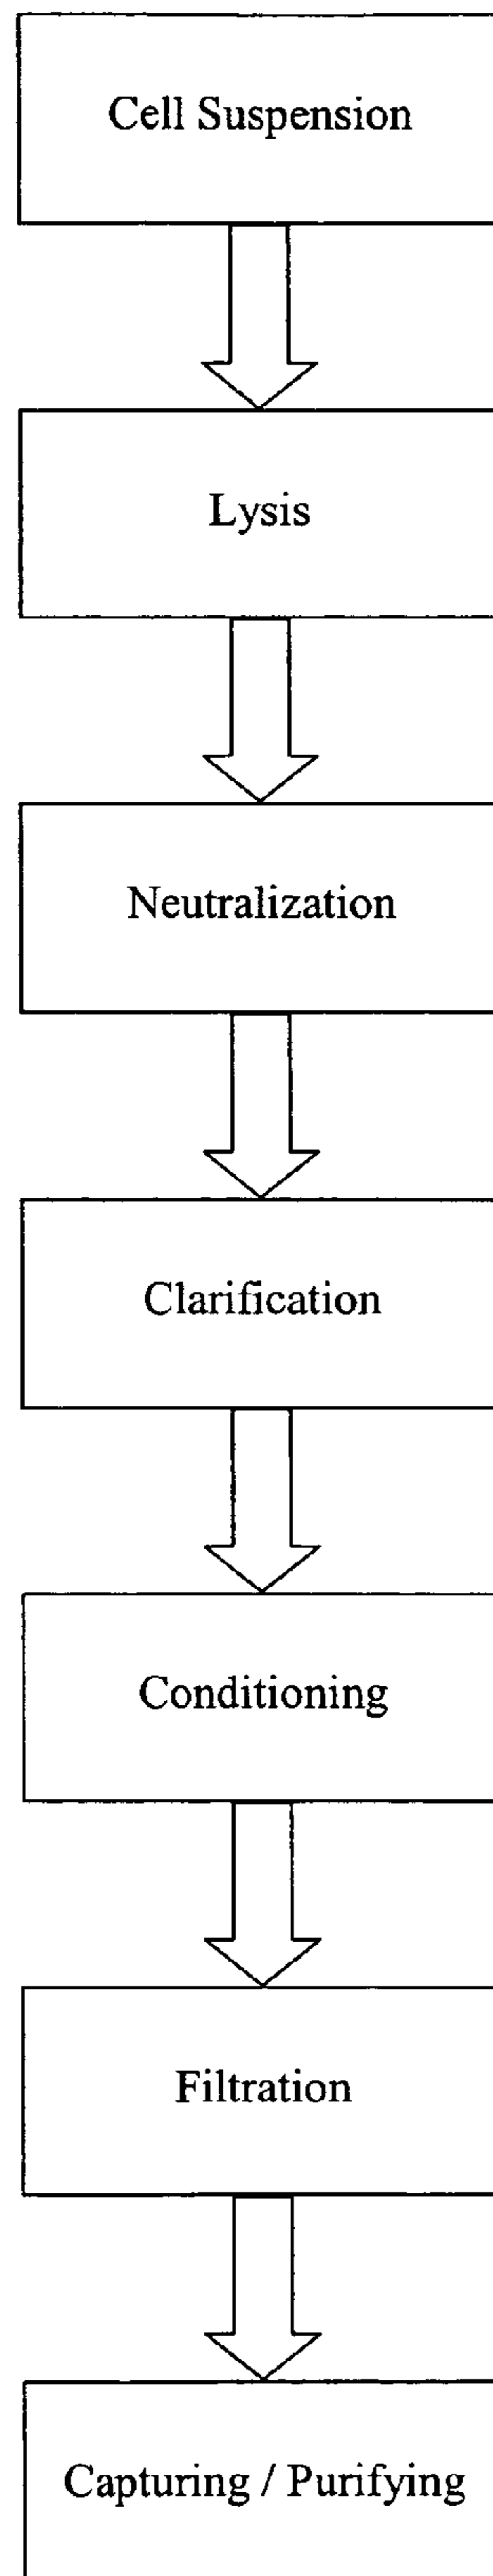 Cell Suspension
Lysis
Neutralization
Clarification
Conditioning
Filtration
Capturing / Purifying